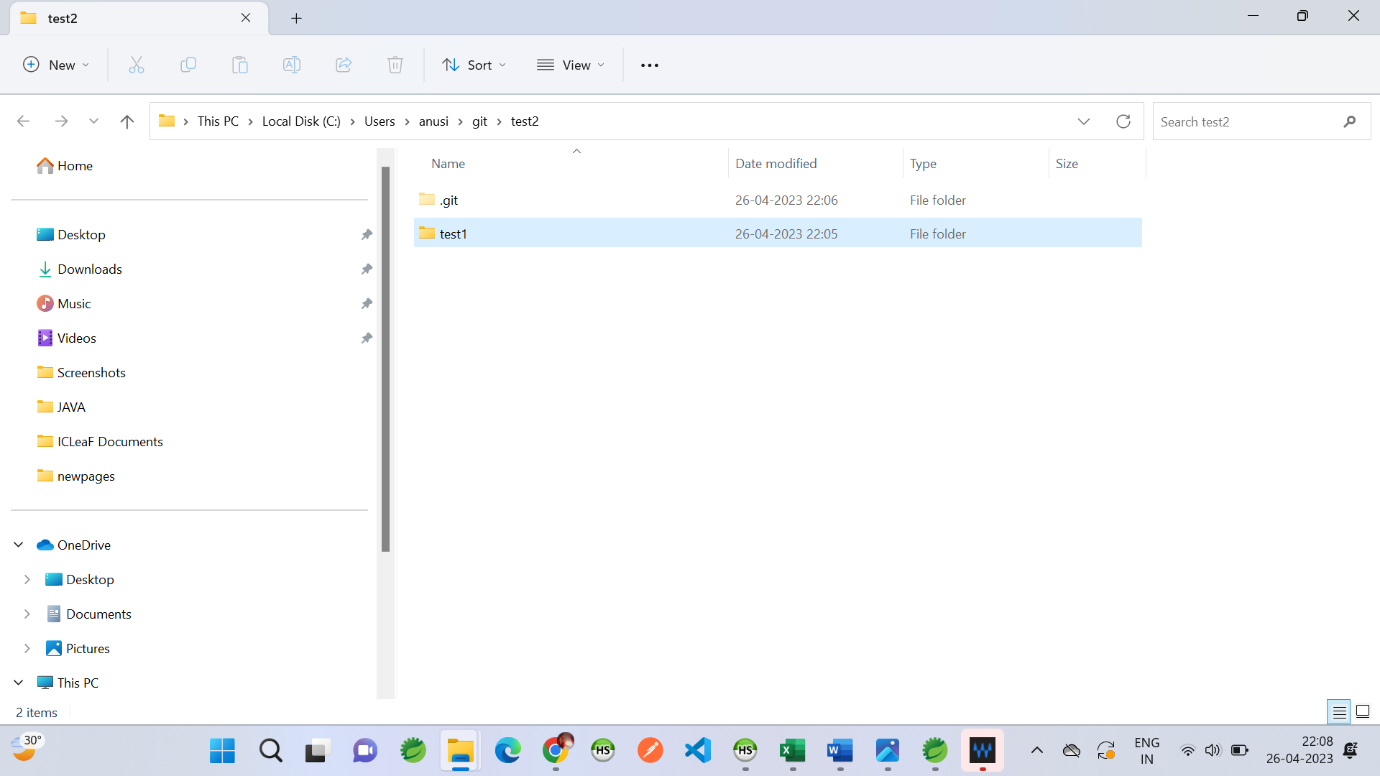 test2
New Sort View
This PC Local Disk (C:) Users anusi git test2
Search test2
Home
Desktop
Downloads
Music
Videos
Screenshots
JAVA
ICLeaF Documents
newpages
OneDrive
Desktop
Documents
Pictures
This PC
Name Date modified Type Size
.git 26-04-2023 22:06 File folder
test1 26-04-2023 22:05 File folder
2 items
30°
HS
HS
ENG
IN
22:08
26-04-2023